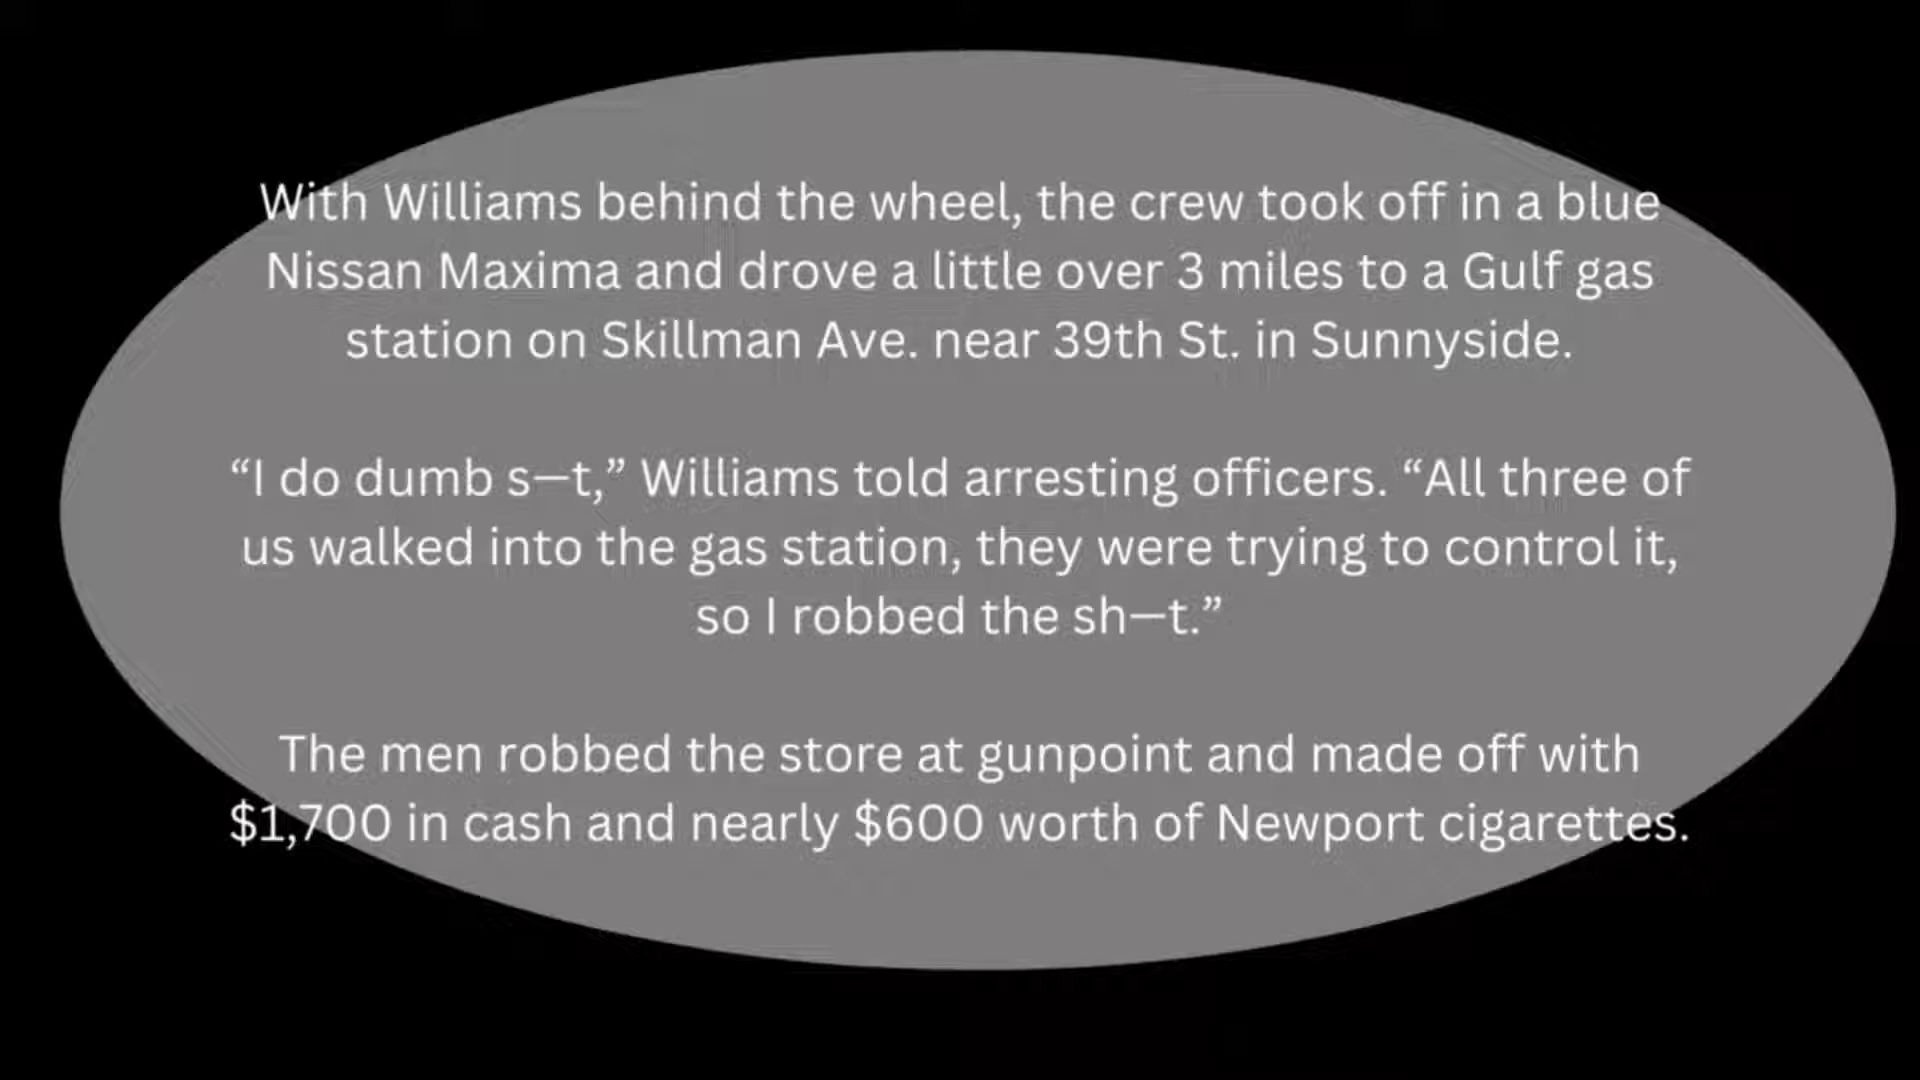 With Williams behind the wheel, the crew took off in a blue
Nissan Maxima and drove a little over 3 miles to a Gulf gas
station on Skillman Ave. near 39th St. in Sunnyside.
“I do dumb s—t,” Williams told arresting officers. “All three of
us walked into the gas station, they were trying to control it,
so I robbed the sh—t.”
The men robbed the store at gunpoint and made off with
$1,700 in cash and nearly $600 worth of Newport cigarettes.